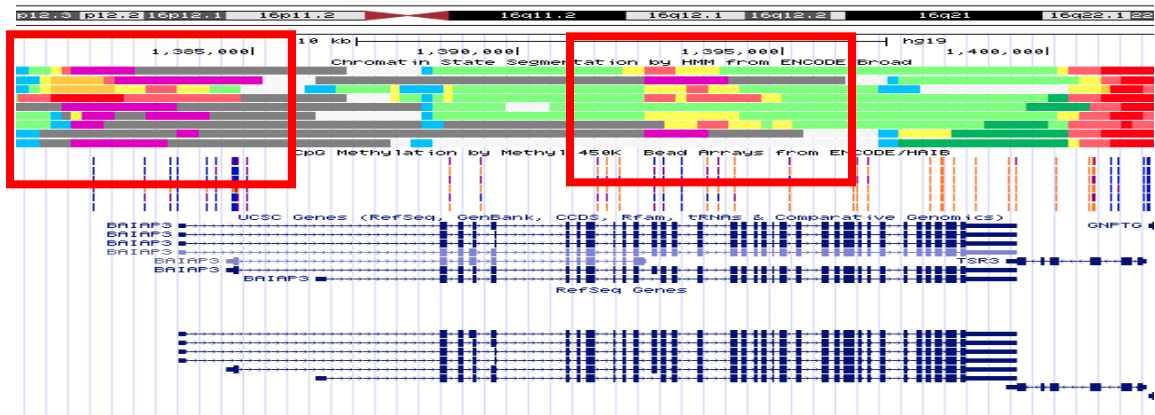 p12.3 p12.2 16p12.1 16p11.2 16q11.2 16q12.1 16q12.2 16q21 16q22.1 22
10 kb hg19
1,385,000 1,390,000 1,395,000 1,400,000
Chromatin State Segmentation by HMM from ENCODE Broad
CpG Methylation by Methyl 450K Bead Arrays from ENCODE/HAIB
UCSC Genes (RefSeq, GenBank, CCDS, Rfam, tRNAs & Comparative Genomics)
BAIAP3 GNPTG
BAIAP3
BAIAP3
BAIAP3 TSR3
BAIAP3
BAIAP3
RefSeq Genes